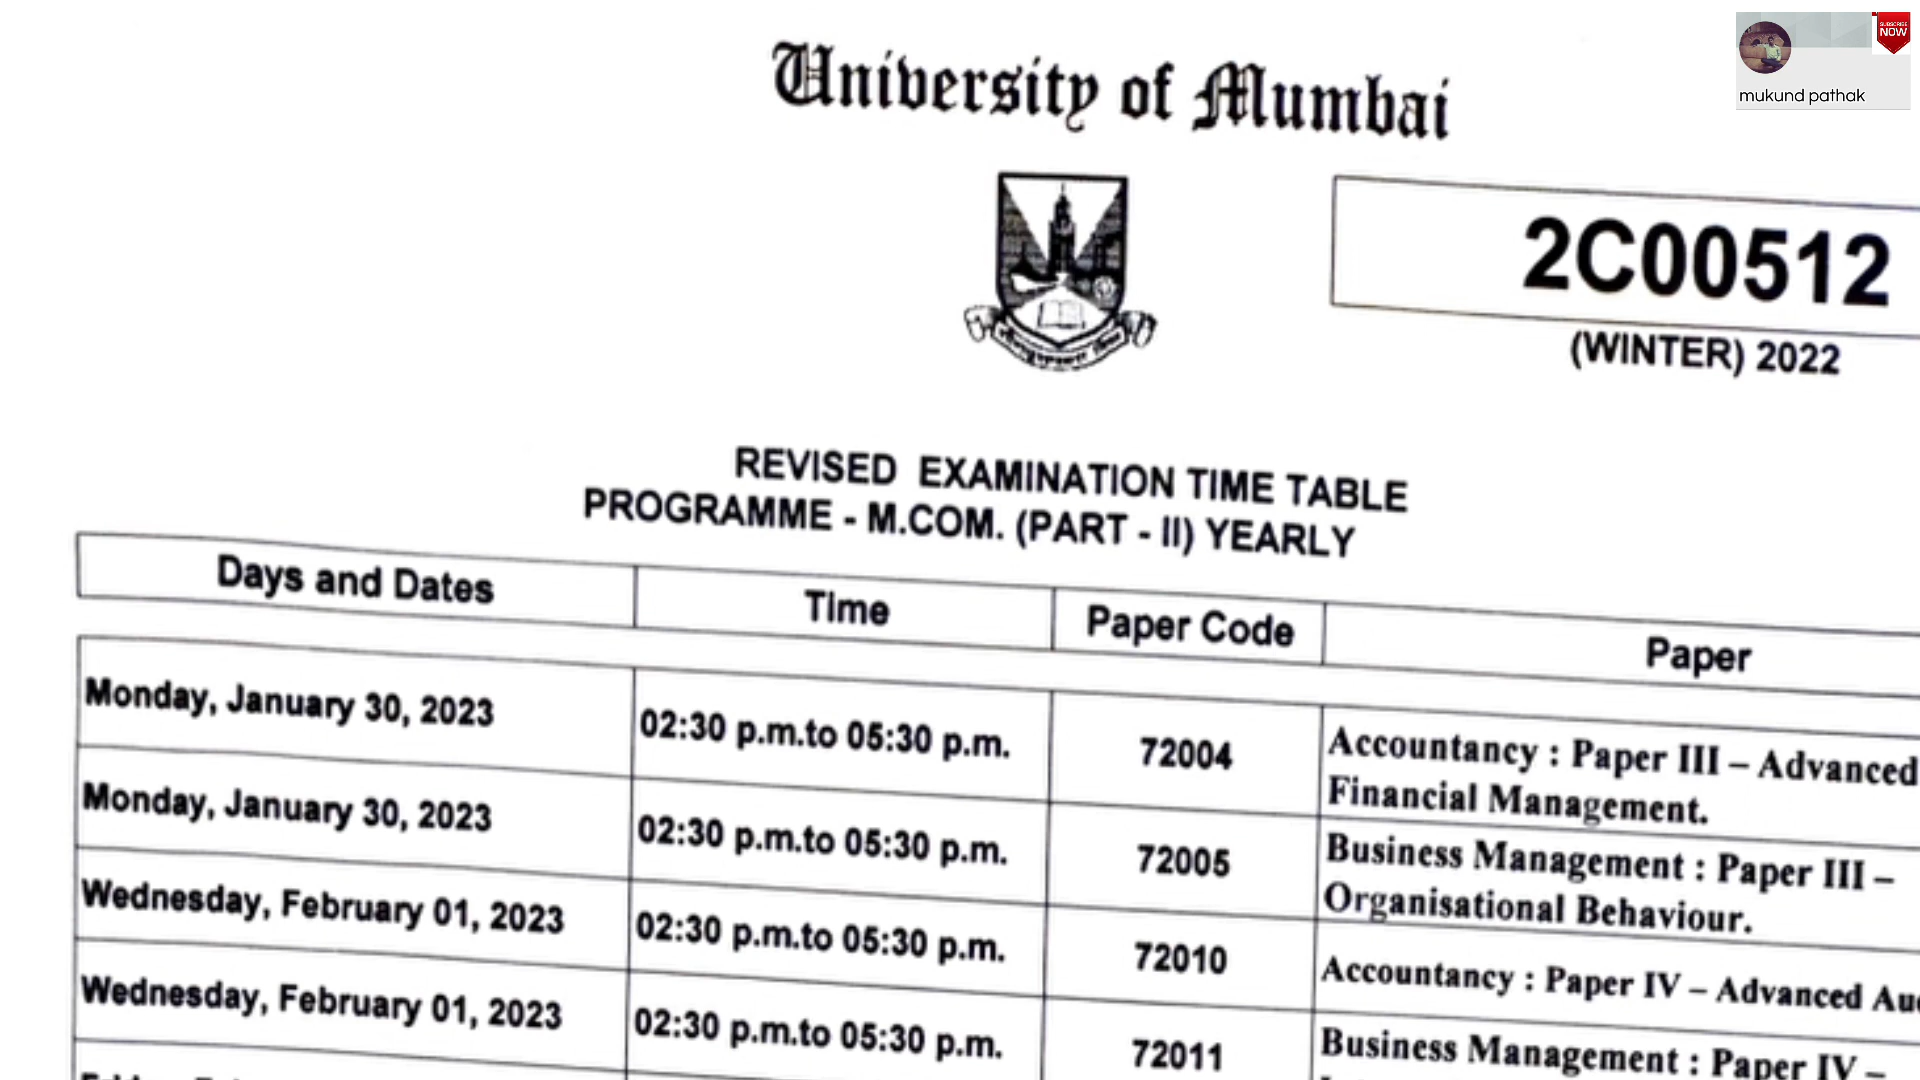 University of Mumbai
SUBSCRIBE
NOW
mukund pathak
2C00512
(WINTER) 2022
REVISED EXAMINATION TIME TABLE
PROGRAMME - M.COM. (PART - II) YEARLY
Days and Dates Time Paper Code Paper
Monday, January 30, 2023 02:30 p.m.to 05:30 p.m. 72004 Accountancy : Paper III – Advanced
Financial Management.
Monday, January 30, 2023 02:30 p.m.to 05:30 p.m. 72005 Business Management : Paper III –
Organisational Behaviour.
Wednesday, February 01, 2023 02:30 p.m.to 05:30 p.m. 72010 Accountancy : Paper IV – Advanced
Wednesday, February 01, 2023 02:30 p.m.to 05:30 p.m. 72011 Business Management : Paper IV –